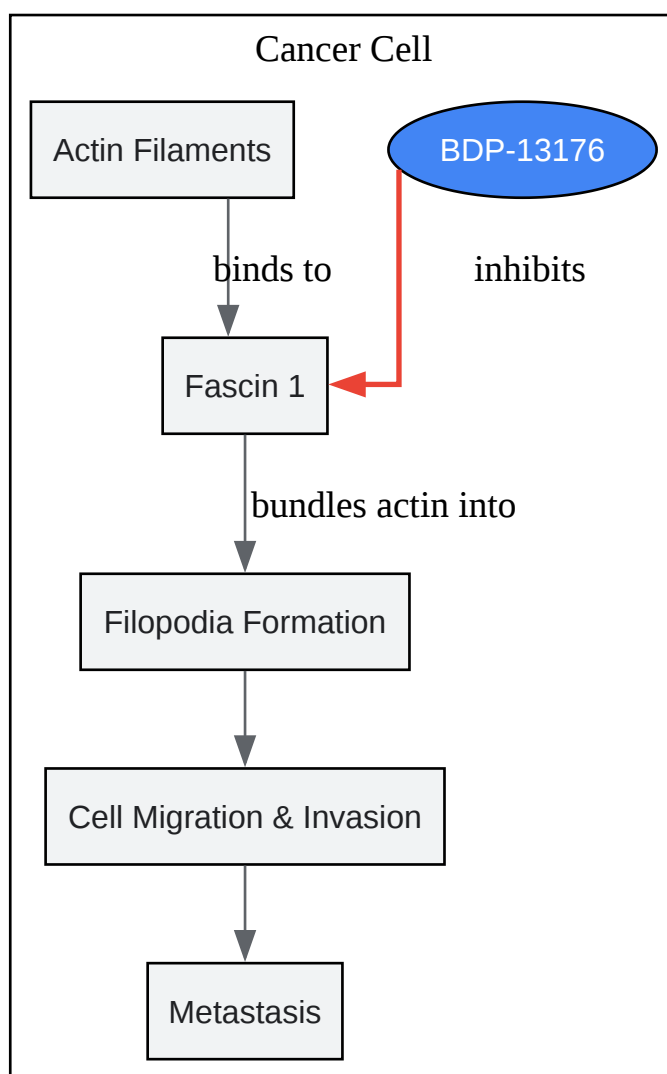 Cancer Cell
Actin Filaments
BDP-13176
binds to
inhibits
Fascin 1
bundles actin into
Filopodia Formation
Cell Migration & Invasion
Metastasis